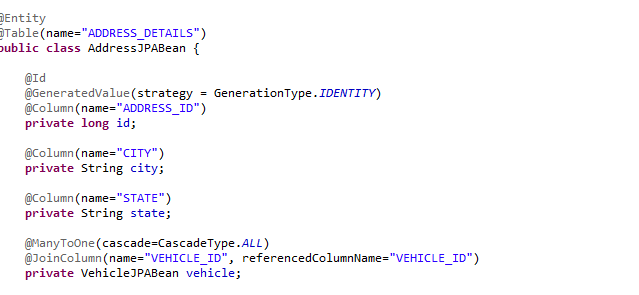 @Entity
@Table(name="ADDRESS_DETAILS")
public class AddressJPABean {
@Id
@GeneratedValue(strategy = GenerationType.IDENTITY)
@Column(name="ADDRESS_ID")
private long id;
@Column(name="CITY")
private String city;
@Column(name="STATE")
private String state;
@ManyToOne(cascade=CascadeType.ALL)
@JoinColumn(name="VEHICLE_ID", referencedColumnName="VEHICLE_ID")
private VehicleJPABean vehicle;